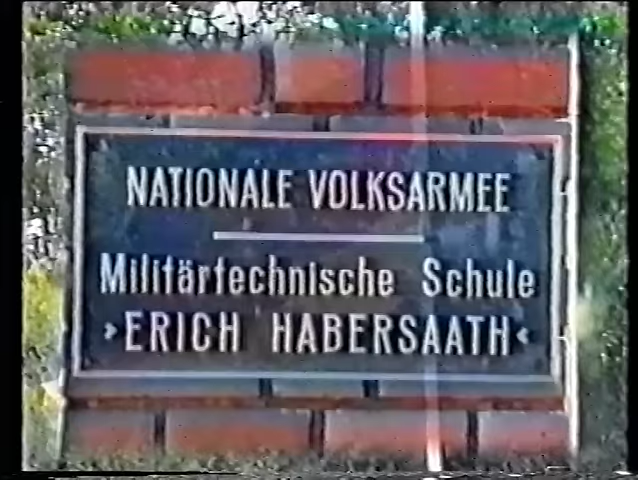 NATIONALE VOLKSARMEE
Militärtechnische Schule
›ERICH HABERSAATH‹